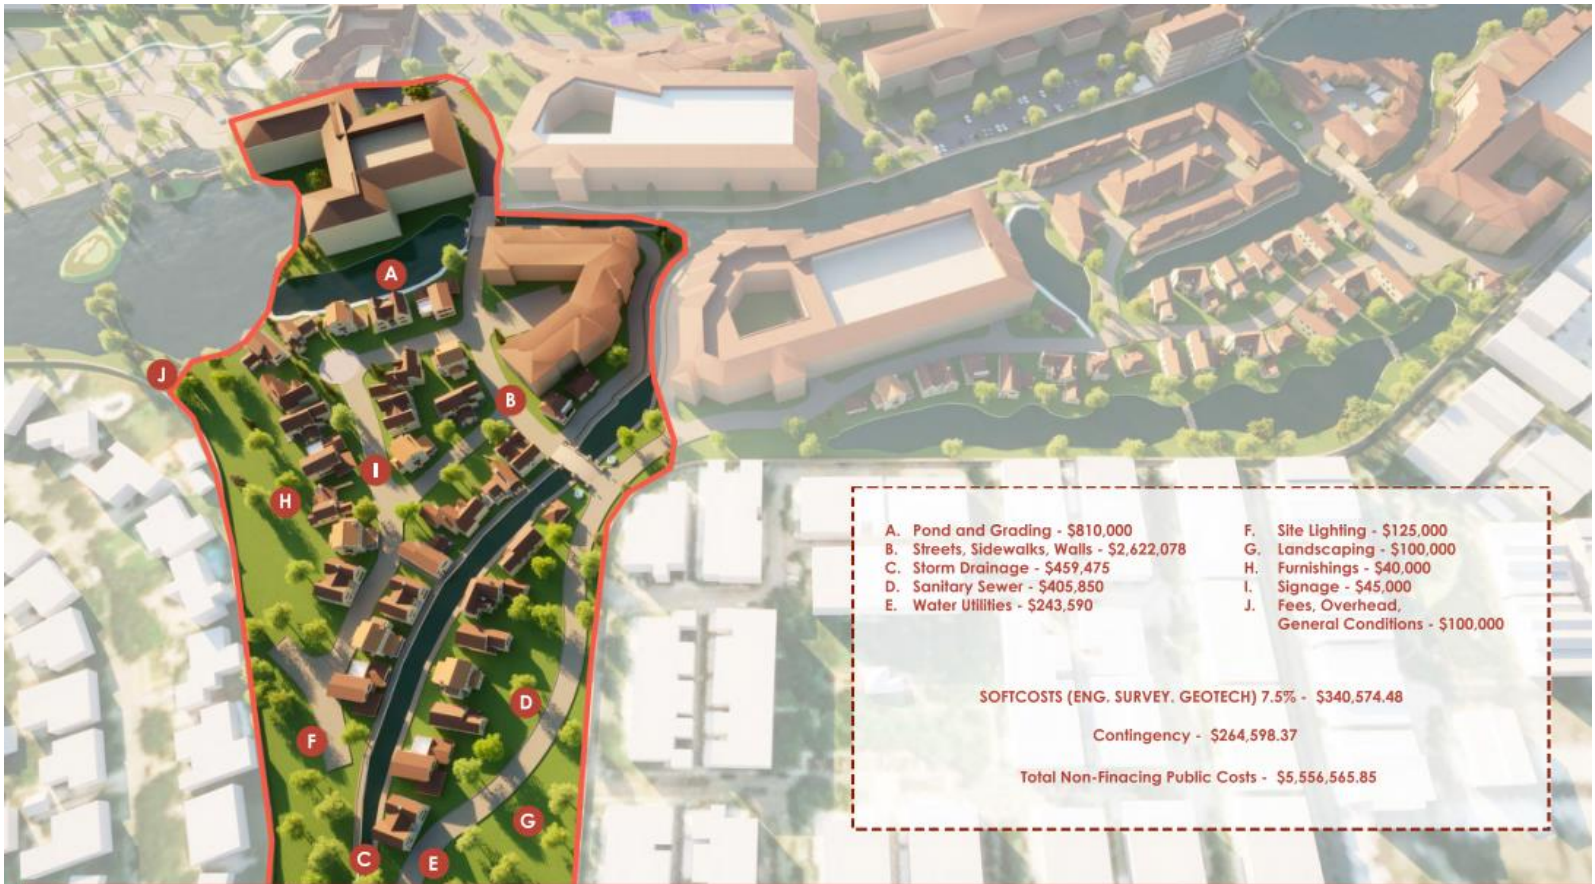 A
J
B
I
H
D
F
G
C
E
A. Pond and Grading - $810,000
B. Streets, Sidewalks, Walls - $2,622,078
C. Storm Drainage - $459,475
D. Sanitary Sewer - $405,850
E. Water Utilities - $243,590
F. Site Lighting - $125,000
G. Landscaping - $100,000
H. Furnishings - $40,000
I. Signage - $45,000
J. Fees, Overhead,
General Conditions - $100,000
SOFTCOSTS (ENG. SURVEY. GEOTECH) 7.5% - $340,574.48
Contingency - $264,598.37
Total Non-Finacing Public Costs - $5,556,565.85